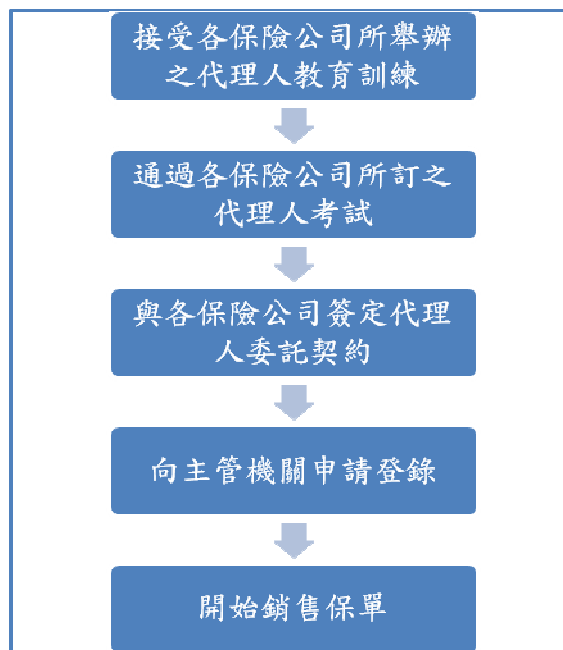 接受各保險公司所舉辦
之代理人教育訓練
通過各保險公司所訂之
代理人考試
與各保險公司簽定代理
人委託契約
向主管機關申請登錄
開始銷售保單